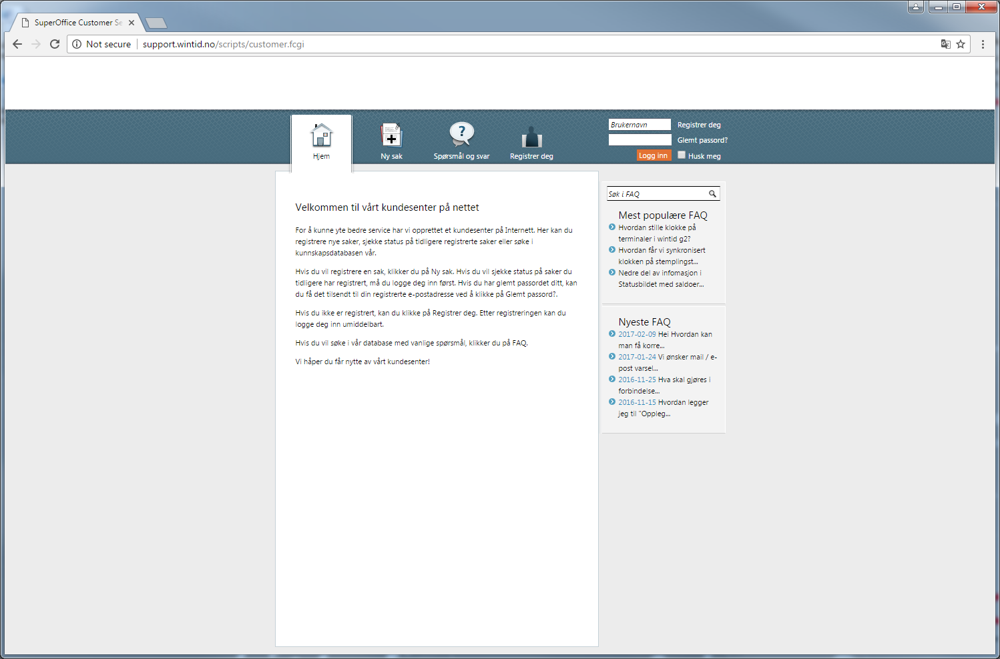 SuperOffice Customer Se
Not secure
support.wintid.no/scripts/customer.fcgi
Hjem
Ny sak
Spørsmål og svar
Registrer deg
Brukernavn
Registrer deg
Glemt passord?
Logg inn
Husk meg
Velkommen til vårt kundesenter på nettet
For å kunne yte bedre service har vi opprettet et kundesenter på Internett. Her kan du
registrere nye saker, sjekke status på tidligere registrerte saker eller søke i
kunnskapsdatabasen vår.
Hvis du vil registrere en sak, klikker du på Ny sak. Hvis du vil sjekke status på saker du
tidligere har registrert, må du logge deg inn først. Hvis du har glemt passordet ditt, kan
du få det tilsendt til din registrerte e-postadresse ved å klikke på Glemt passord?.
Hvis du ikke er registrert, kan du klikke på Registrer deg. Etter registreringen kan du
logge deg inn umiddelbart.
Hvis du vil søke i vår database med vanlige spørsmål, klikker du på FAQ.
Vi håper du får nytte av vårt kundesenter!
Søk i FAQ
Mest populære FAQ
Hvordan stille klokke på
terminaler i wintid g2?
Hvordan får vi synkronisert
klokken på stemplingst...
Nedre del av infomasjon i
Statusbildet med saldoer...
Nyeste FAQ
2017-02-09 Hei Hvordan kan
man få korre...
2017-01-24 Vi ønsker mail / e-
post varsel...
2016-11-25 Hva skal gjøres i
forbindelse...
2016-11-15 Hvordan legger
jeg til "Oppleg...